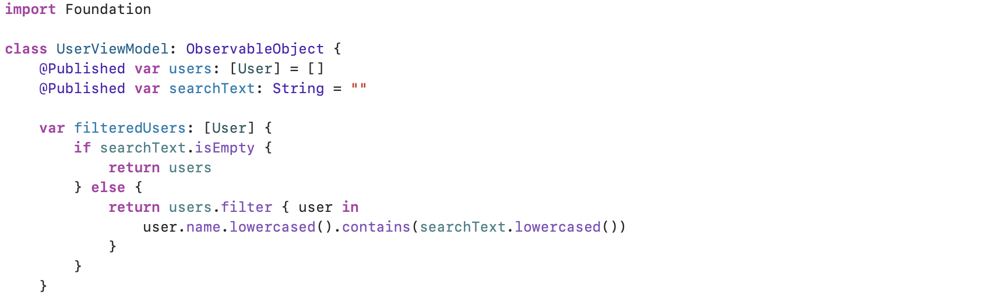 import Foundation

class UserViewModel: ObservableObject {
    @Published var users: [User] = []
    @Published var searchText: String = ""

    var filteredUsers: [User] {
        if searchText.isEmpty {
            return users
        } else {
            return users.filter { user in
                user.name.lowercased().contains(searchText.lowercased())
            }
        }
    }